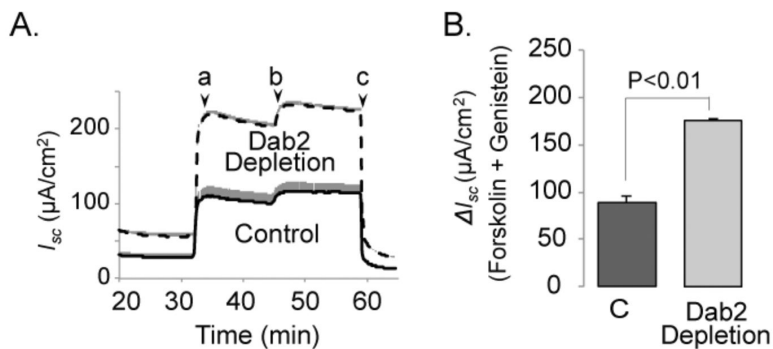 A.
a b c
200
100
0
Isc (µA/cm2)
Dab2
Depletion
Control
20 30 40 50 60
Time (min)
B.
250
200
150
100
50
0
ΔIsc (µA/cm²)
(Forskolin + Genistein)
P<0.01
C
Dab2
Depletion